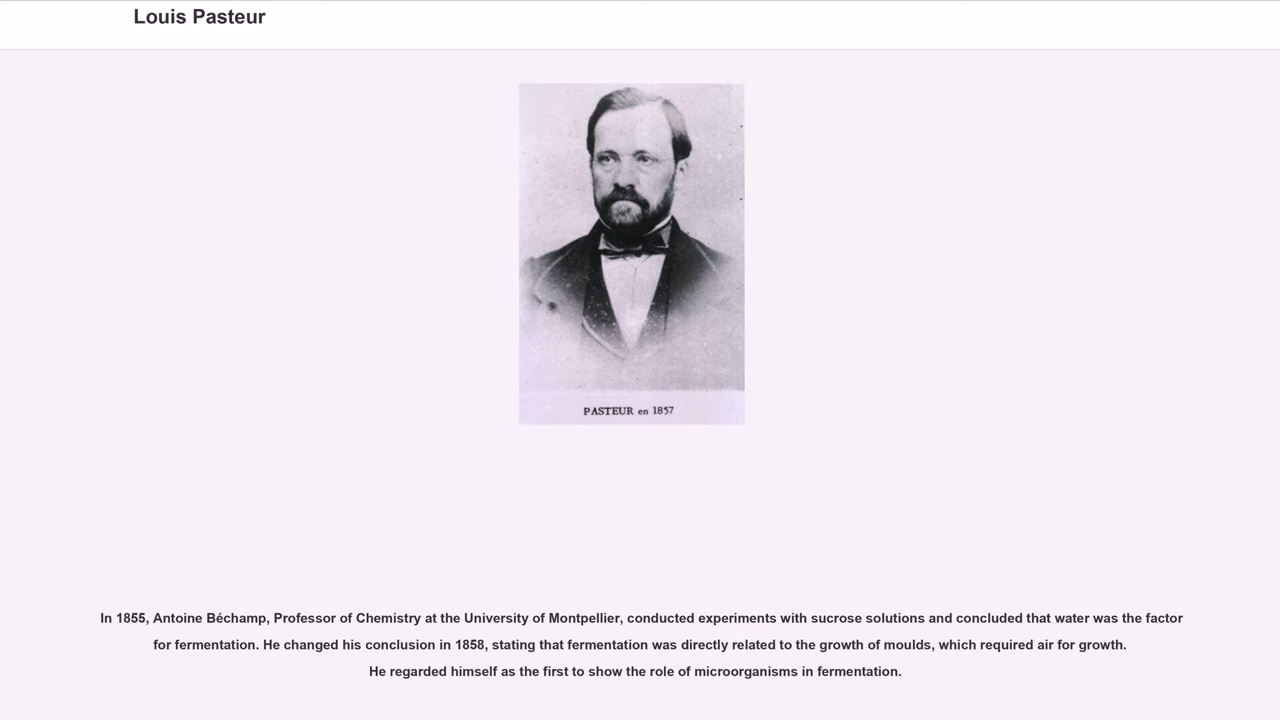 Louis Pasteur
PASTEUR en 1857
In 1855, Antoine Béchamp, Professor of Chemistry at the University of Montpellier, conducted experiments with sucrose solutions and concluded that water was the factor
for fermentation. He changed his conclusion in 1858, stating that fermentation was directly related to the growth of moulds, which required air for growth.
He regarded himself as the first to show the role of microorganisms in fermentation.